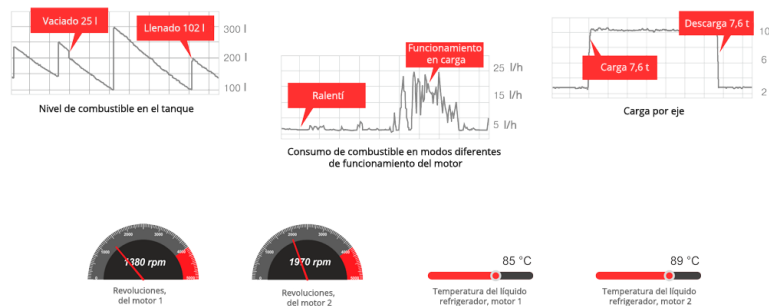 Vaciado 25 l
Llenado 102 l
300 l
200 l
100 l
Nivel de combustible en el tanque
Ralentí
Funcionamiento
en carga
25 l/h
15 l/h
5 l/h
Consumo de combustible en modos diferentes
de funcionamiento del motor
Carga 7,6 t
Descarga 7,6 t
10
6
2
Carga por eje
1380 rpm
Revoluciones,
del motor 1
1970 rpm
Revoluciones,
del motor 2
85 °C
Temperatura del líquido
refrigerador, motor 1
89 °C
Temperatura del líquido
refrigerador, motor 2